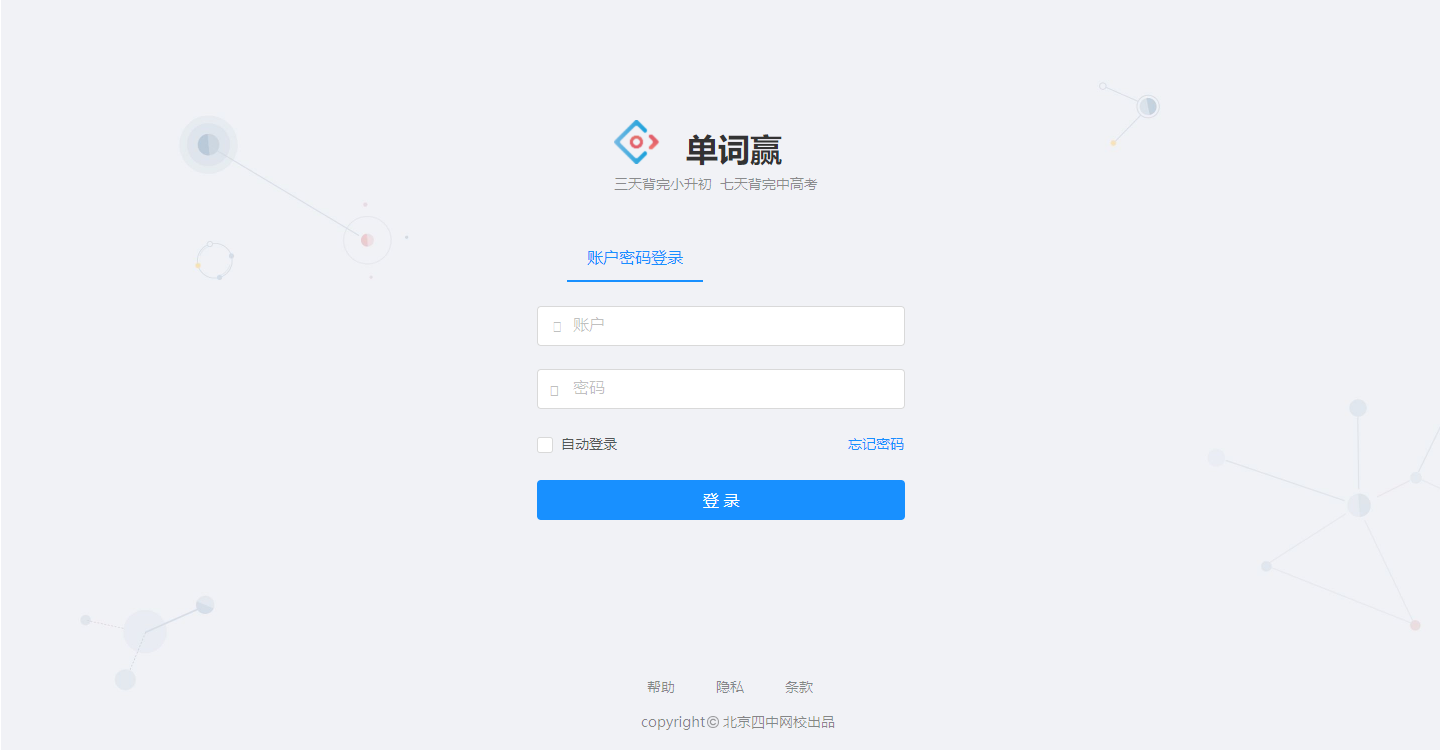 单词赢
三天背完小升初 七天背完中高考
账户密码登录
账户
密码
自动登录 忘记密码
登 录
帮助 隐私 条款
copyright© 北京四中网校出品